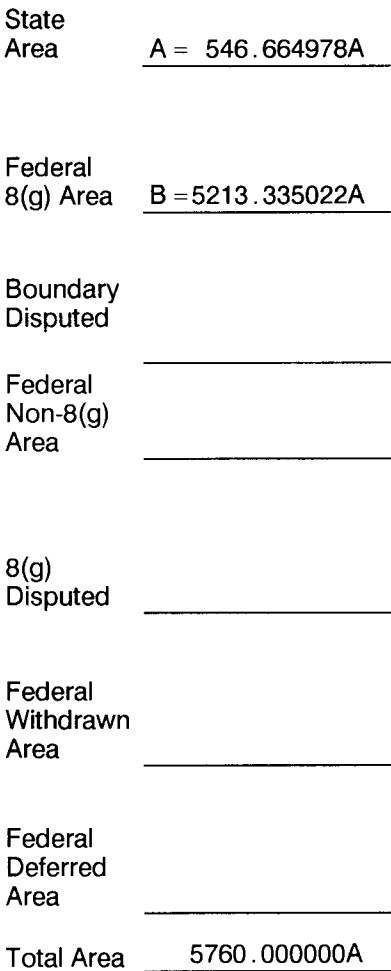 State
Area A = 546.664978A
Federal
8(g) Area B =5213.335022A
Boundary
Disputed
Federal
Non-8(g)
Area
8(g)
Disputed
Federal
Withdrawn
Area
Federal
Deferred
Area
Total Area 5760.000000A